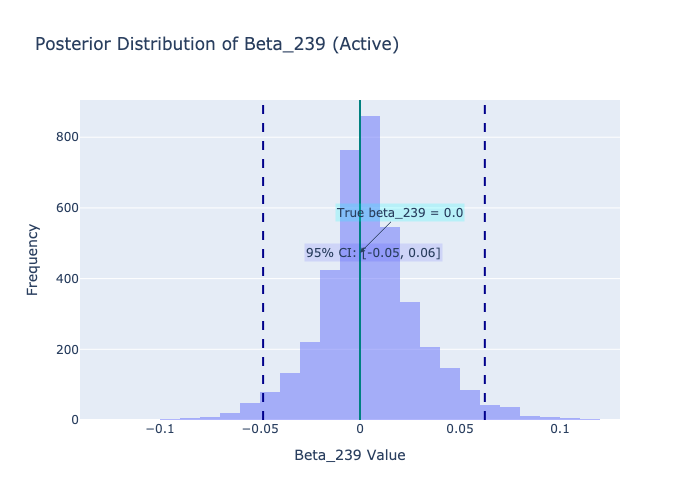 Posterior Distribution of Beta_239 (Active)
800
600
400
200
0
Frequency
True beta_239 = 0.0
95% CI: [-0.05, 0.06]
−0.1
−0.05
0
0.05
0.1
Beta_239 Value